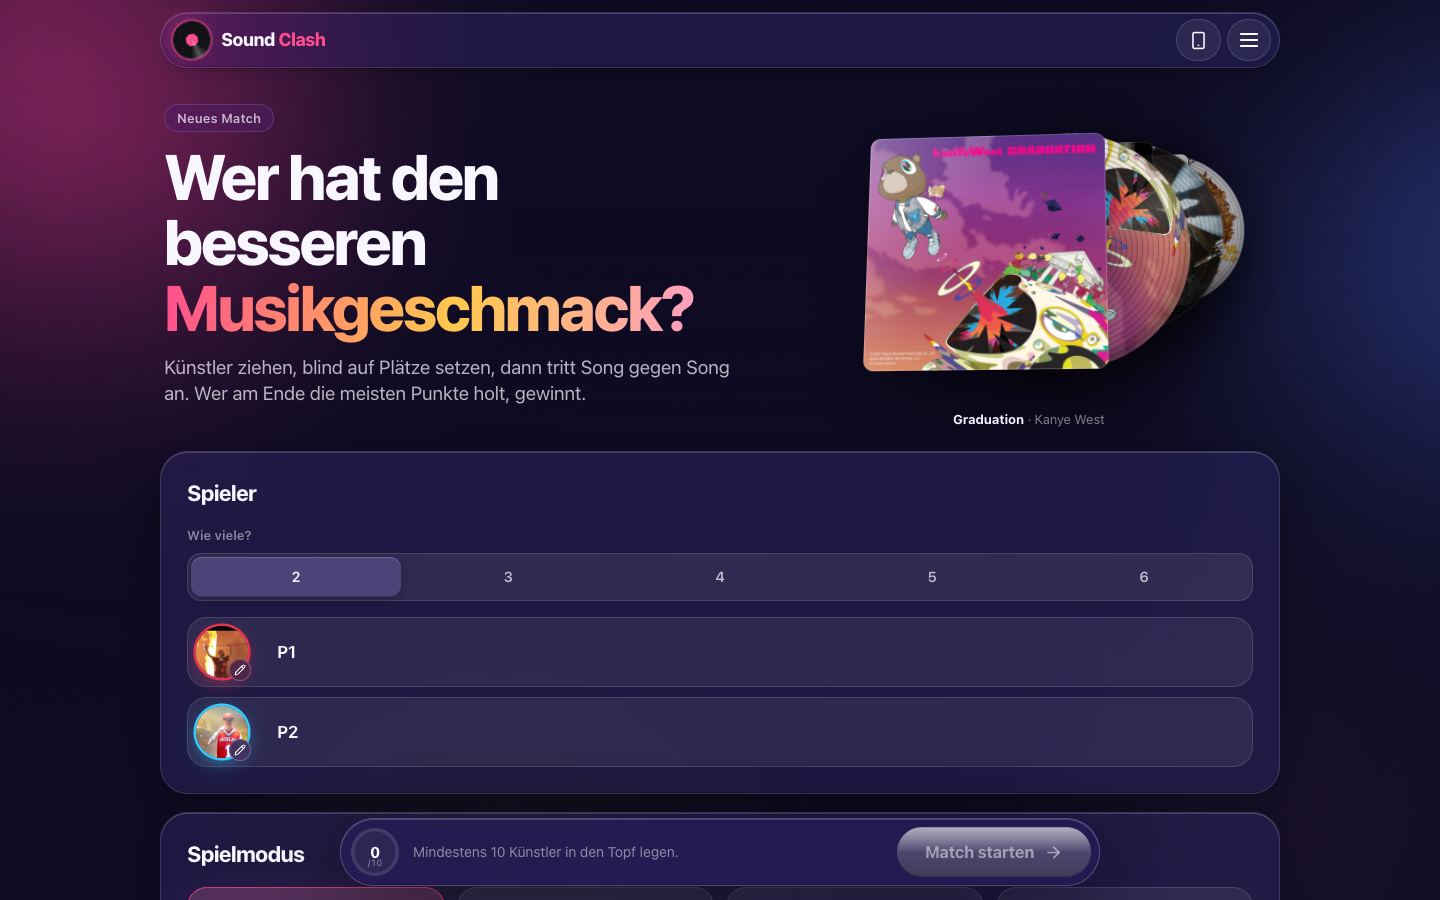 Sound Clash
Neues Match
Wer hat den
besseren
Musikgeschmack?
Künstler ziehen, blind auf Plätze setzen, dann tritt Song gegen Song
an. Wer am Ende die meisten Punkte holt, gewinnt.
KanYeWest GRADUATION
Graduation · Kanye West
Spieler
Wie viele?
2 3 4 5 6
P1
P2
Spielmodus
0
/10
Mindestens 10 Künstler in den Topf legen.
Match starten